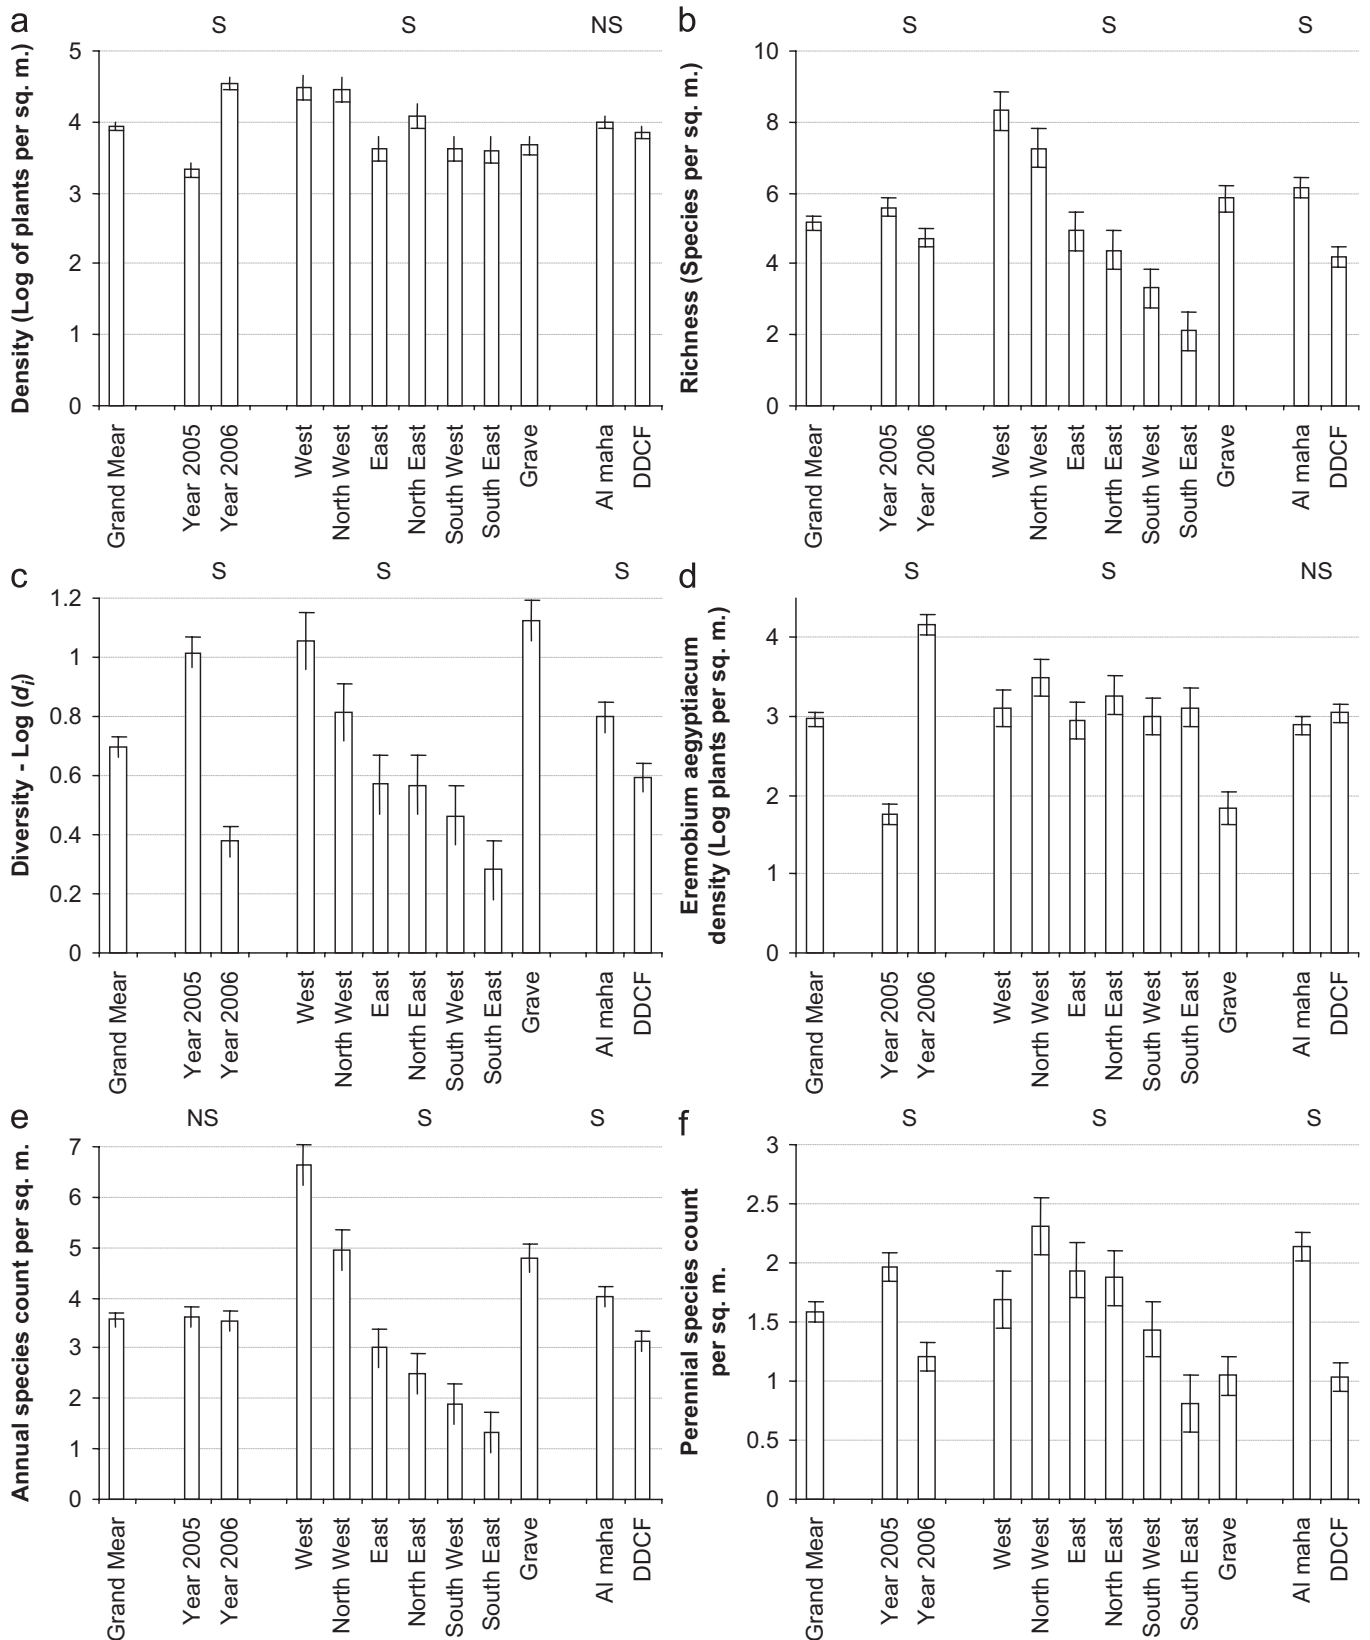 a
S S NS
Density (Log of plants per sq. m.)
5
4
3
2
1
0
Grand Mear
Year 2005
Year 2006
West
North West
East
North East
South West
South East
Grave
Al maha
DDCF
b
S S S
Richness (Species per sq. m.)
10
8
6
4
2
0
Grand Mear
Year 2005
Year 2006
West
North West
East
North East
South West
South East
Grave
Al maha
DDCF
c
S S S
Diversity - Log (di)
1.2
1
0.8
0.6
0.4
0.2
0
Grand Mear
Year 2005
Year 2006
West
North West
East
North East
South West
South East
Grave
Al maha
DDCF
d
S S NS
Eremobium aegyptiacum
density (Log plants per sq. m.)
4
3
2
1
0
Grand Mear
Year 2005
Year 2006
West
North West
East
North East
South West
South East
Grave
Al maha
DDCF
e
NS S S
Annual species count per sq. m.
7
6
5
4
3
2
1
0
Grand Mear
Year 2005
Year 2006
West
North West
East
North East
South West
South East
Grave
Al maha
DDCF
f
S S S
Perennial species count
per sq. m.
3
2.5
2
1.5
1
0.5
0
Grand Mear
Year 2005
Year 2006
West
North West
East
North East
South West
South East
Grave
Al maha
DDCF